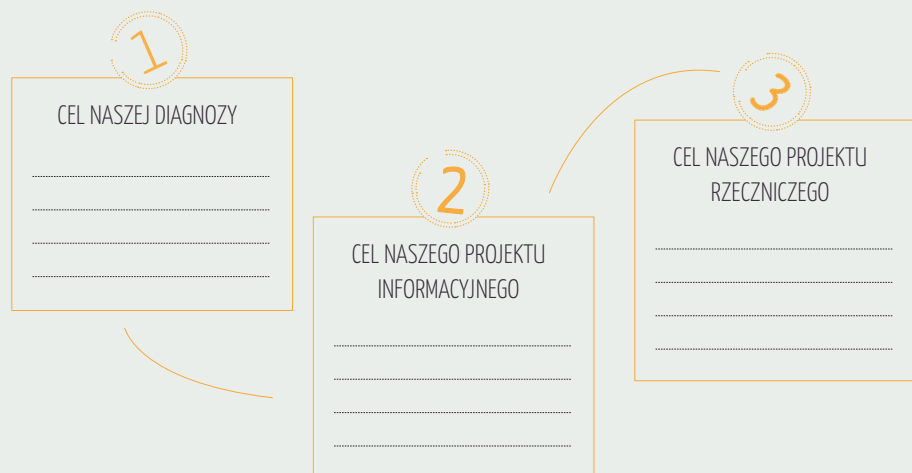 1
CEL NASZEJ DIAGNOZY
2
CEL NASZEGO PROJEKTU
INFORMACYJNEGO
3
CEL NASZEGO PROJEKTU
RZECZNICZEGO